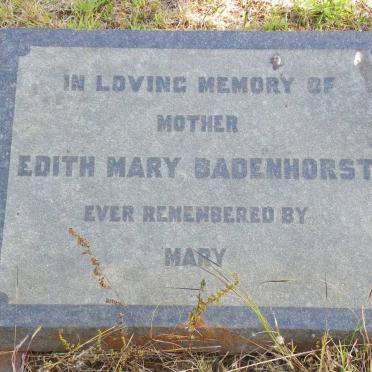 IN LOVING MEMORY OF
MOTHER
EDITH MARY BADENHORST
EVER REMEMBERED BY
MARY